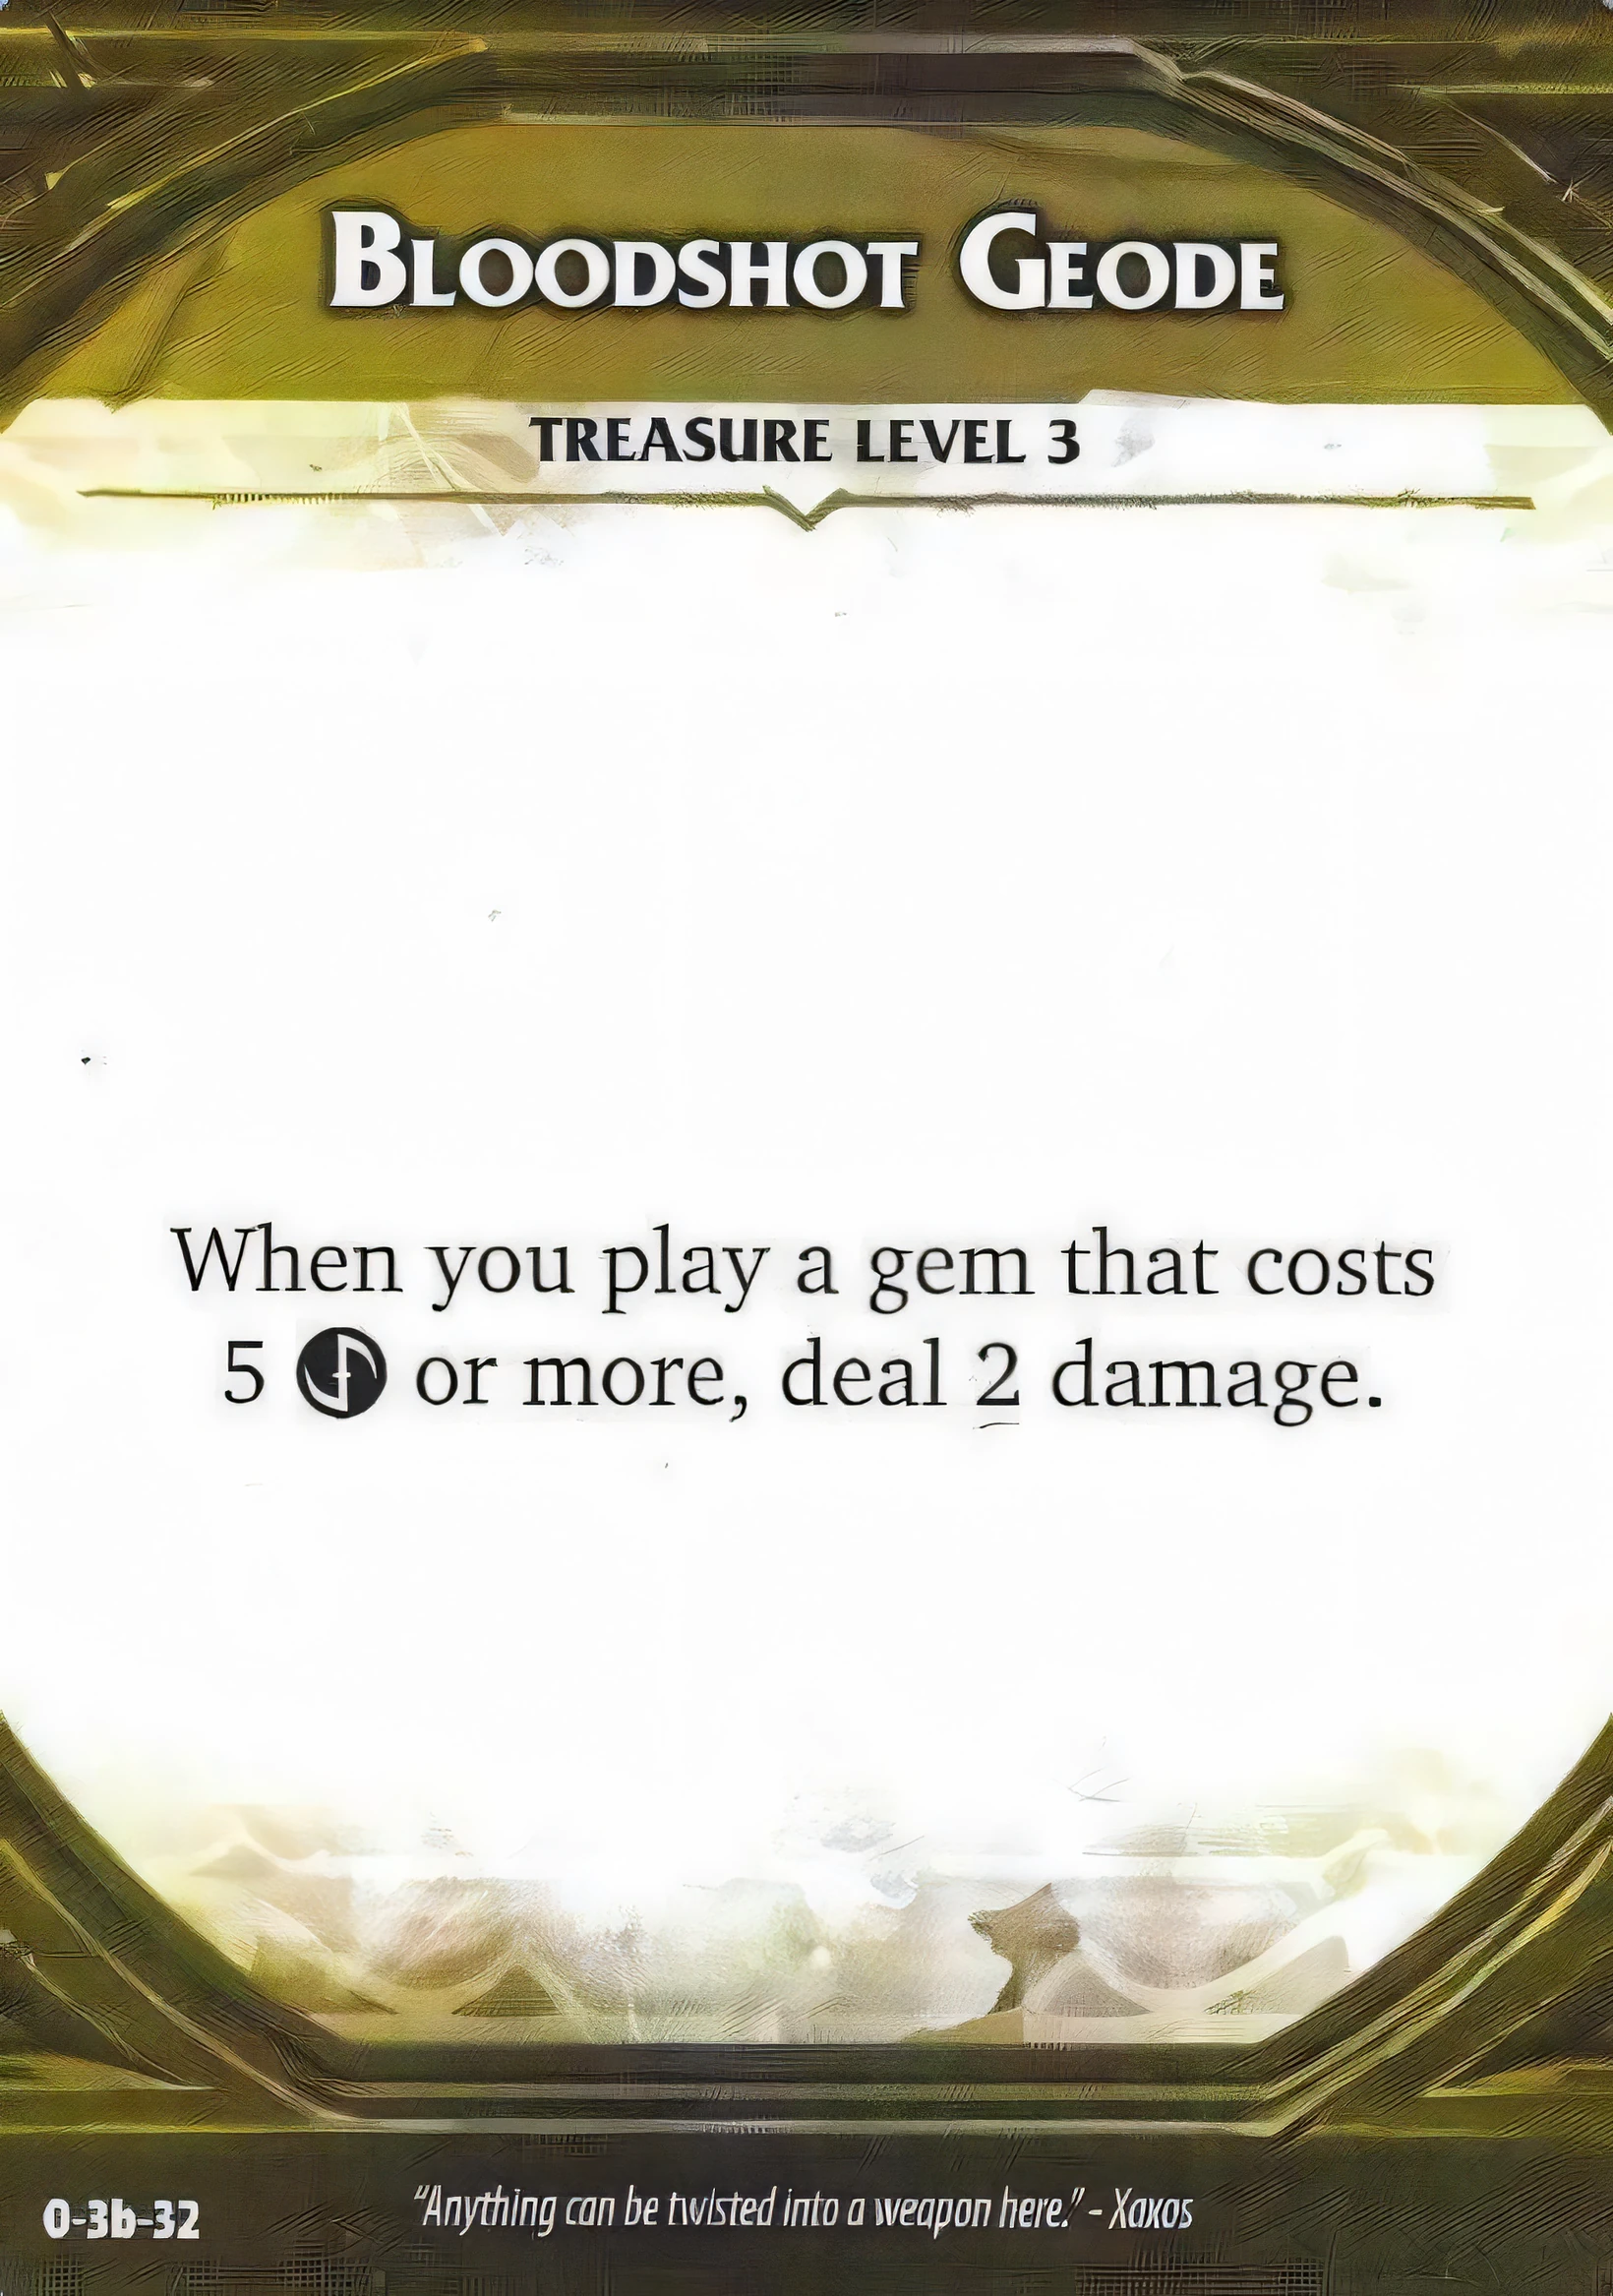 Bloodshot Geode
TREASURE LEVEL 3
When you play a gem that costs
5 or more, deal 2 damage.
0-3b-32
"Anything can be twisted into a weapon here." - Xaxos